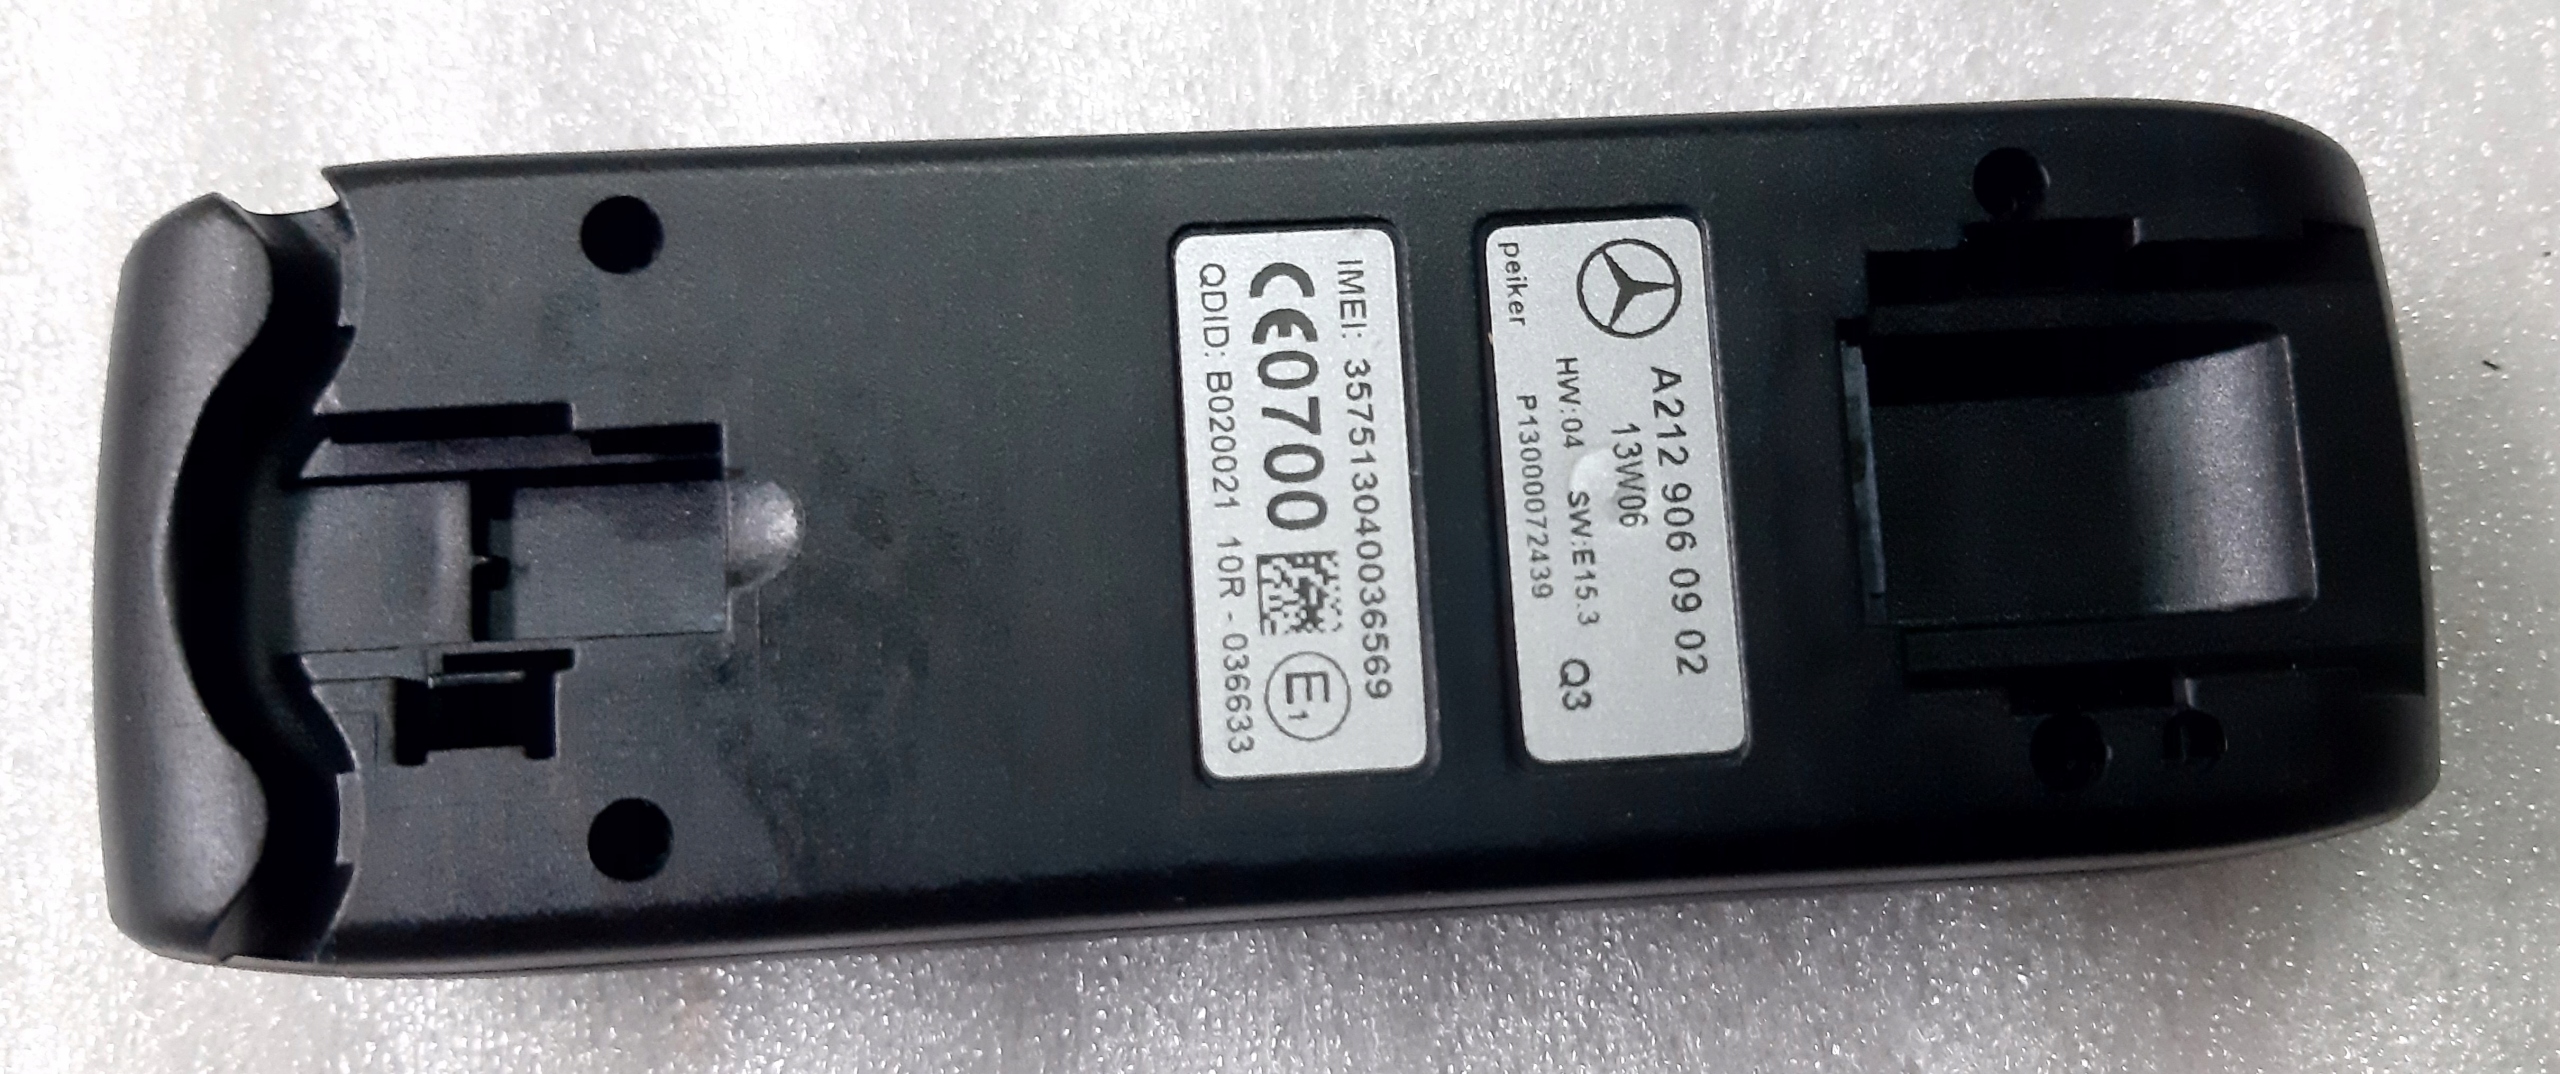 A212 906 09 02
13W06
HW:04 SW:E15.3 Q3
P13000072439
peiker
IMEI: 357513040036569
CE0700 E1
QDID: B020021 10R - 036633